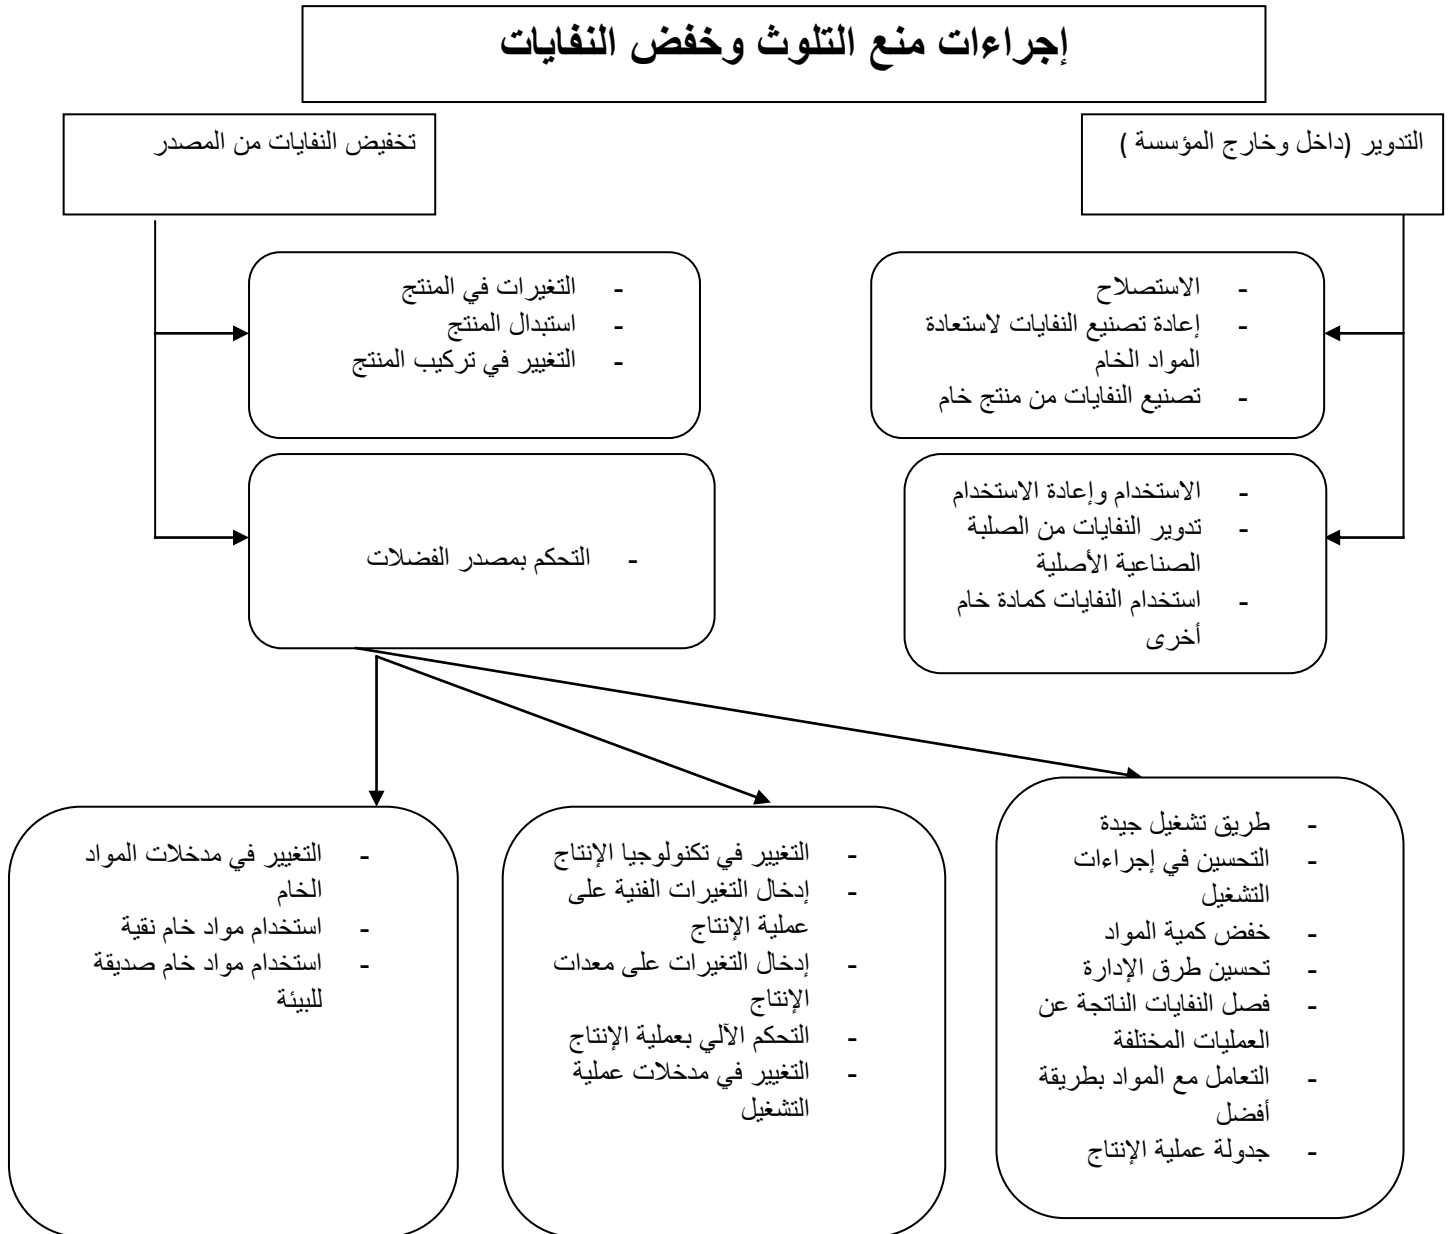 إجراءات منع التلوث وخفض النفايات
التدوير (داخل وخارج المؤسسة )
تخفيض النفايات من المصدر
- الاستصلاح
- إعادة تصنيع النفايات لاستعادة
المواد الخام
- تصنيع النفايات من منتج خام
- التغيرات في المنتج
- استبدال المنتج
- التغيير في تركيب المنتج
- الاستخدام وإعادة الاستخدام
- تدوير النفايات من الصلبة
الصناعية الأصلية
- استخدام النفايات كمادة خام
أخرى
- التحكم بمصدر الفضلات
- طريق تشغيل جيدة
- التحسين في إجراءات
التشغيل
- خفض كمية المواد
- تحسين طرق الإدارة
- فصل النفايات الناتجة عن
العمليات المختلفة
- التعامل مع المواد بطريقة
أفضل
- جدولة عملية الإنتاج
- التغيير في تكنولوجيا الإنتاج
- إدخال التغيرات الفنية على
عملية الإنتاج
- إدخال التغيرات على معدات
الإنتاج
- التحكم الآلي بعملية الإنتاج
- التغيير في مدخلات عملية
التشغيل
- التغيير في مدخلات المواد
الخام
- استخدام مواد خام نقية
- استخدام مواد خام صديقة
للبيئة